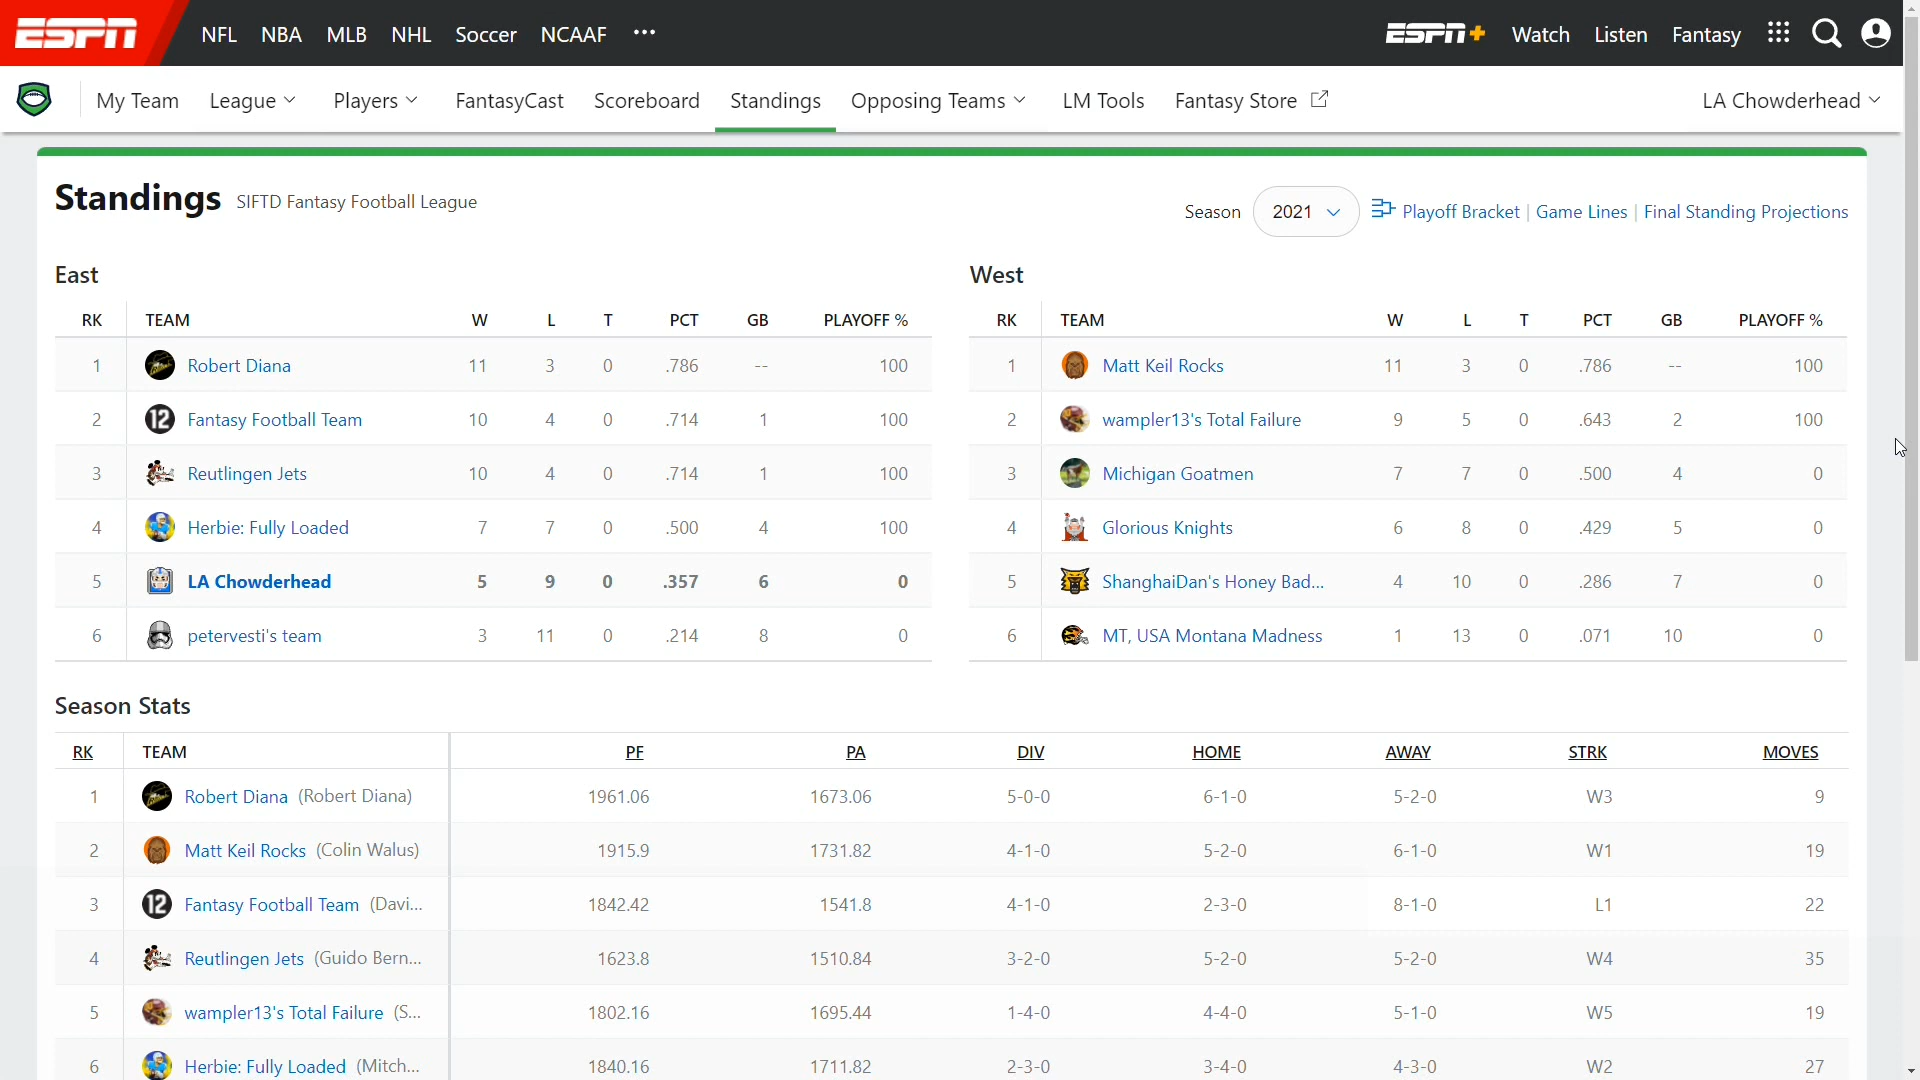 ESPN NFL NBA MLB NHL Soccer NCAAF ••• ESPN+ Watch Listen Fantasy
My Team League Players FantasyCast Scoreboard Standings Opposing Teams LM Tools Fantasy Store LA Chowderhead
Standings SIFTD Fantasy Football League
Season 2021 Playoff Bracket | Game Lines | Final Standing Projections
East
RK TEAM W L T PCT GB PLAYOFF %
1 Robert Diana 11 3 0 .786 -- 100
2 12 Fantasy Football Team 10 4 0 .714 1 100
3 Reutlingen Jets 10 4 0 .714 1 100
4 Herbie: Fully Loaded 7 7 0 .500 4 100
5 LA Chowderhead 5 9 0 .357 6 0
6 petervesti's team 3 11 0 .214 8 0
West
RK TEAM W L T PCT GB PLAYOFF %
1 Matt Keil Rocks 11 3 0 .786 -- 100
2 wampler13's Total Failure 9 5 0 .643 2 100
3 Michigan Goatmen 7 7 0 .500 4 0
4 Glorious Knights 6 8 0 .429 5 0
5 ShanghaiDan's Honey Bad... 4 10 0 .286 7 0
6 MT, USA Montana Madness 1 13 0 .071 10 0
Season Stats
RK TEAM PF PA DIV HOME AWAY STRK MOVES
1 Robert Diana (Robert Diana) 1961.06 1673.06 5-0-0 6-1-0 5-2-0 W3 9
2 Matt Keil Rocks (Colin Walus) 1915.9 1731.82 4-1-0 5-2-0 6-1-0 W1 19
3 12 Fantasy Football Team (Davi... 1842.42 1541.8 4-1-0 2-3-0 8-1-0 L1 22
4 Reutlingen Jets (Guido Bern... 1623.8 1510.84 3-2-0 5-2-0 5-2-0 W4 35
5 wampler13's Total Failure (S... 1802.16 1695.44 1-4-0 4-4-0 5-1-0 W5 19
6 Herbie: Fully Loaded (Mitch... 1840.16 1711.82 2-3-0 3-4-0 4-3-0 W2 27